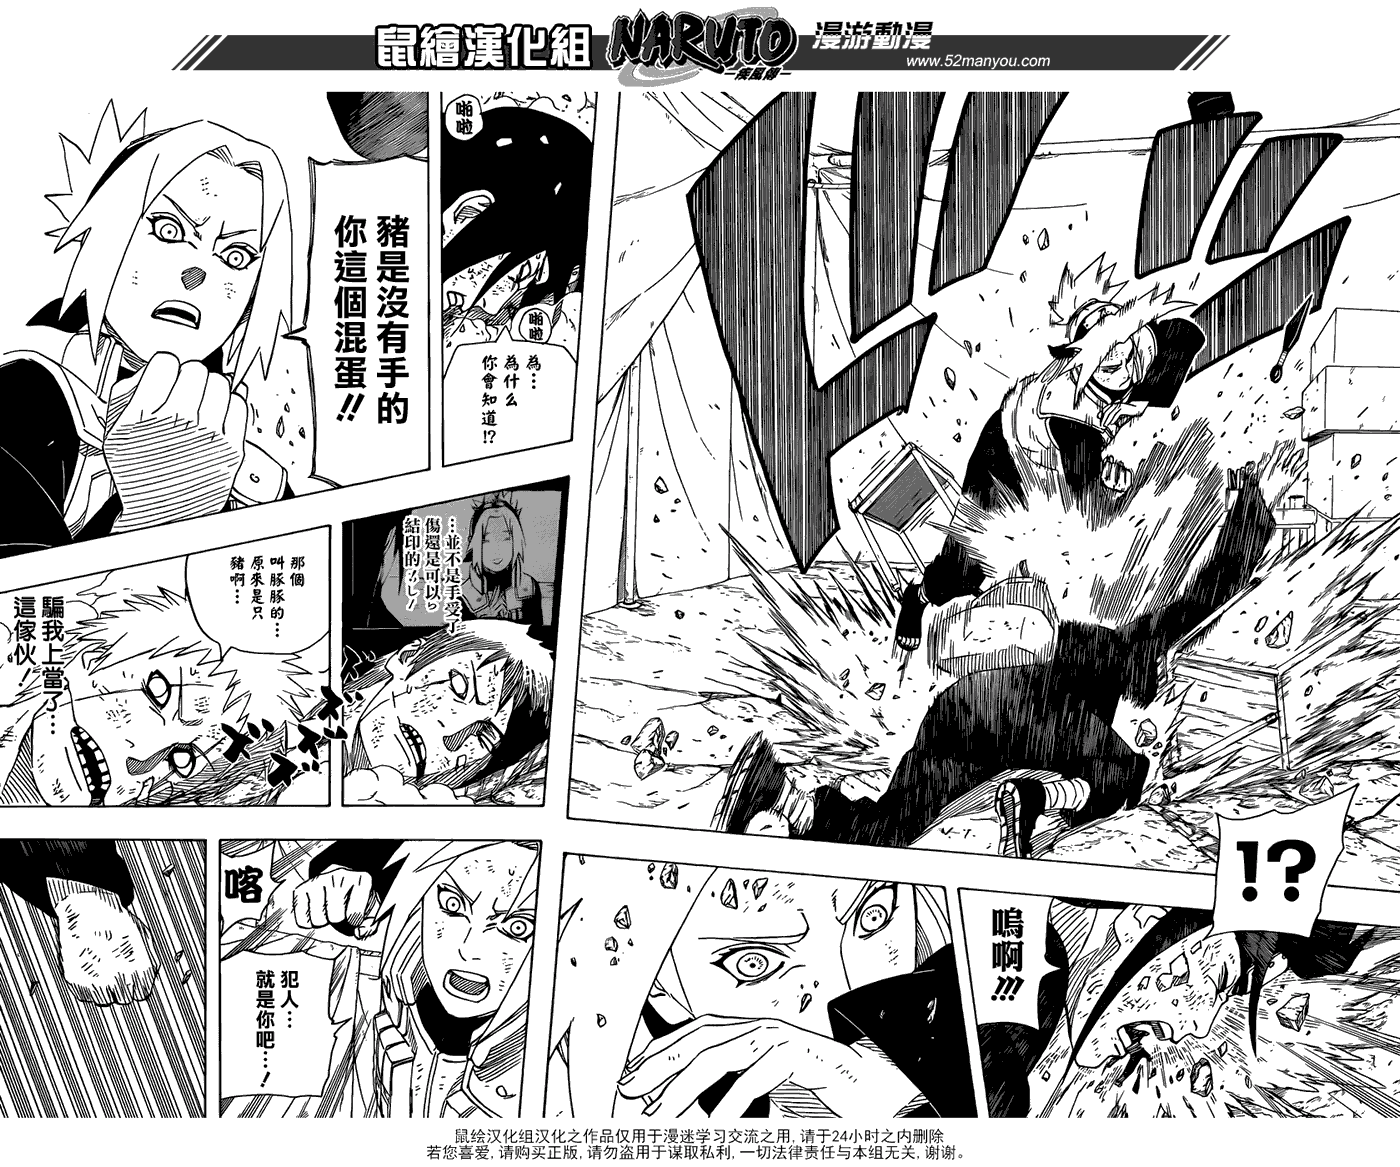 鼠繪漢化組
NARUTO
—疾風傳—
漫游動漫
www.52manyou.com
!?
嗚啊!!!
犯人…
就是你吧…!
喀
啪啦
啪啦
為…
為什么
你會知道!?
豬是沒有手的
你這個混蛋!!
…並不是手受了
傷還是可以
結印的
那個
叫豚豚的…
原來是只
豬啊…
騙我上當…
這傢伙!
鼠绘汉化组汉化之作品仅用于漫迷学习交流之用, 请于24小时之内删除
若您喜爱, 请购买正版, 请勿盗用于谋取私利, 一切法律责任与本组无关, 谢谢。